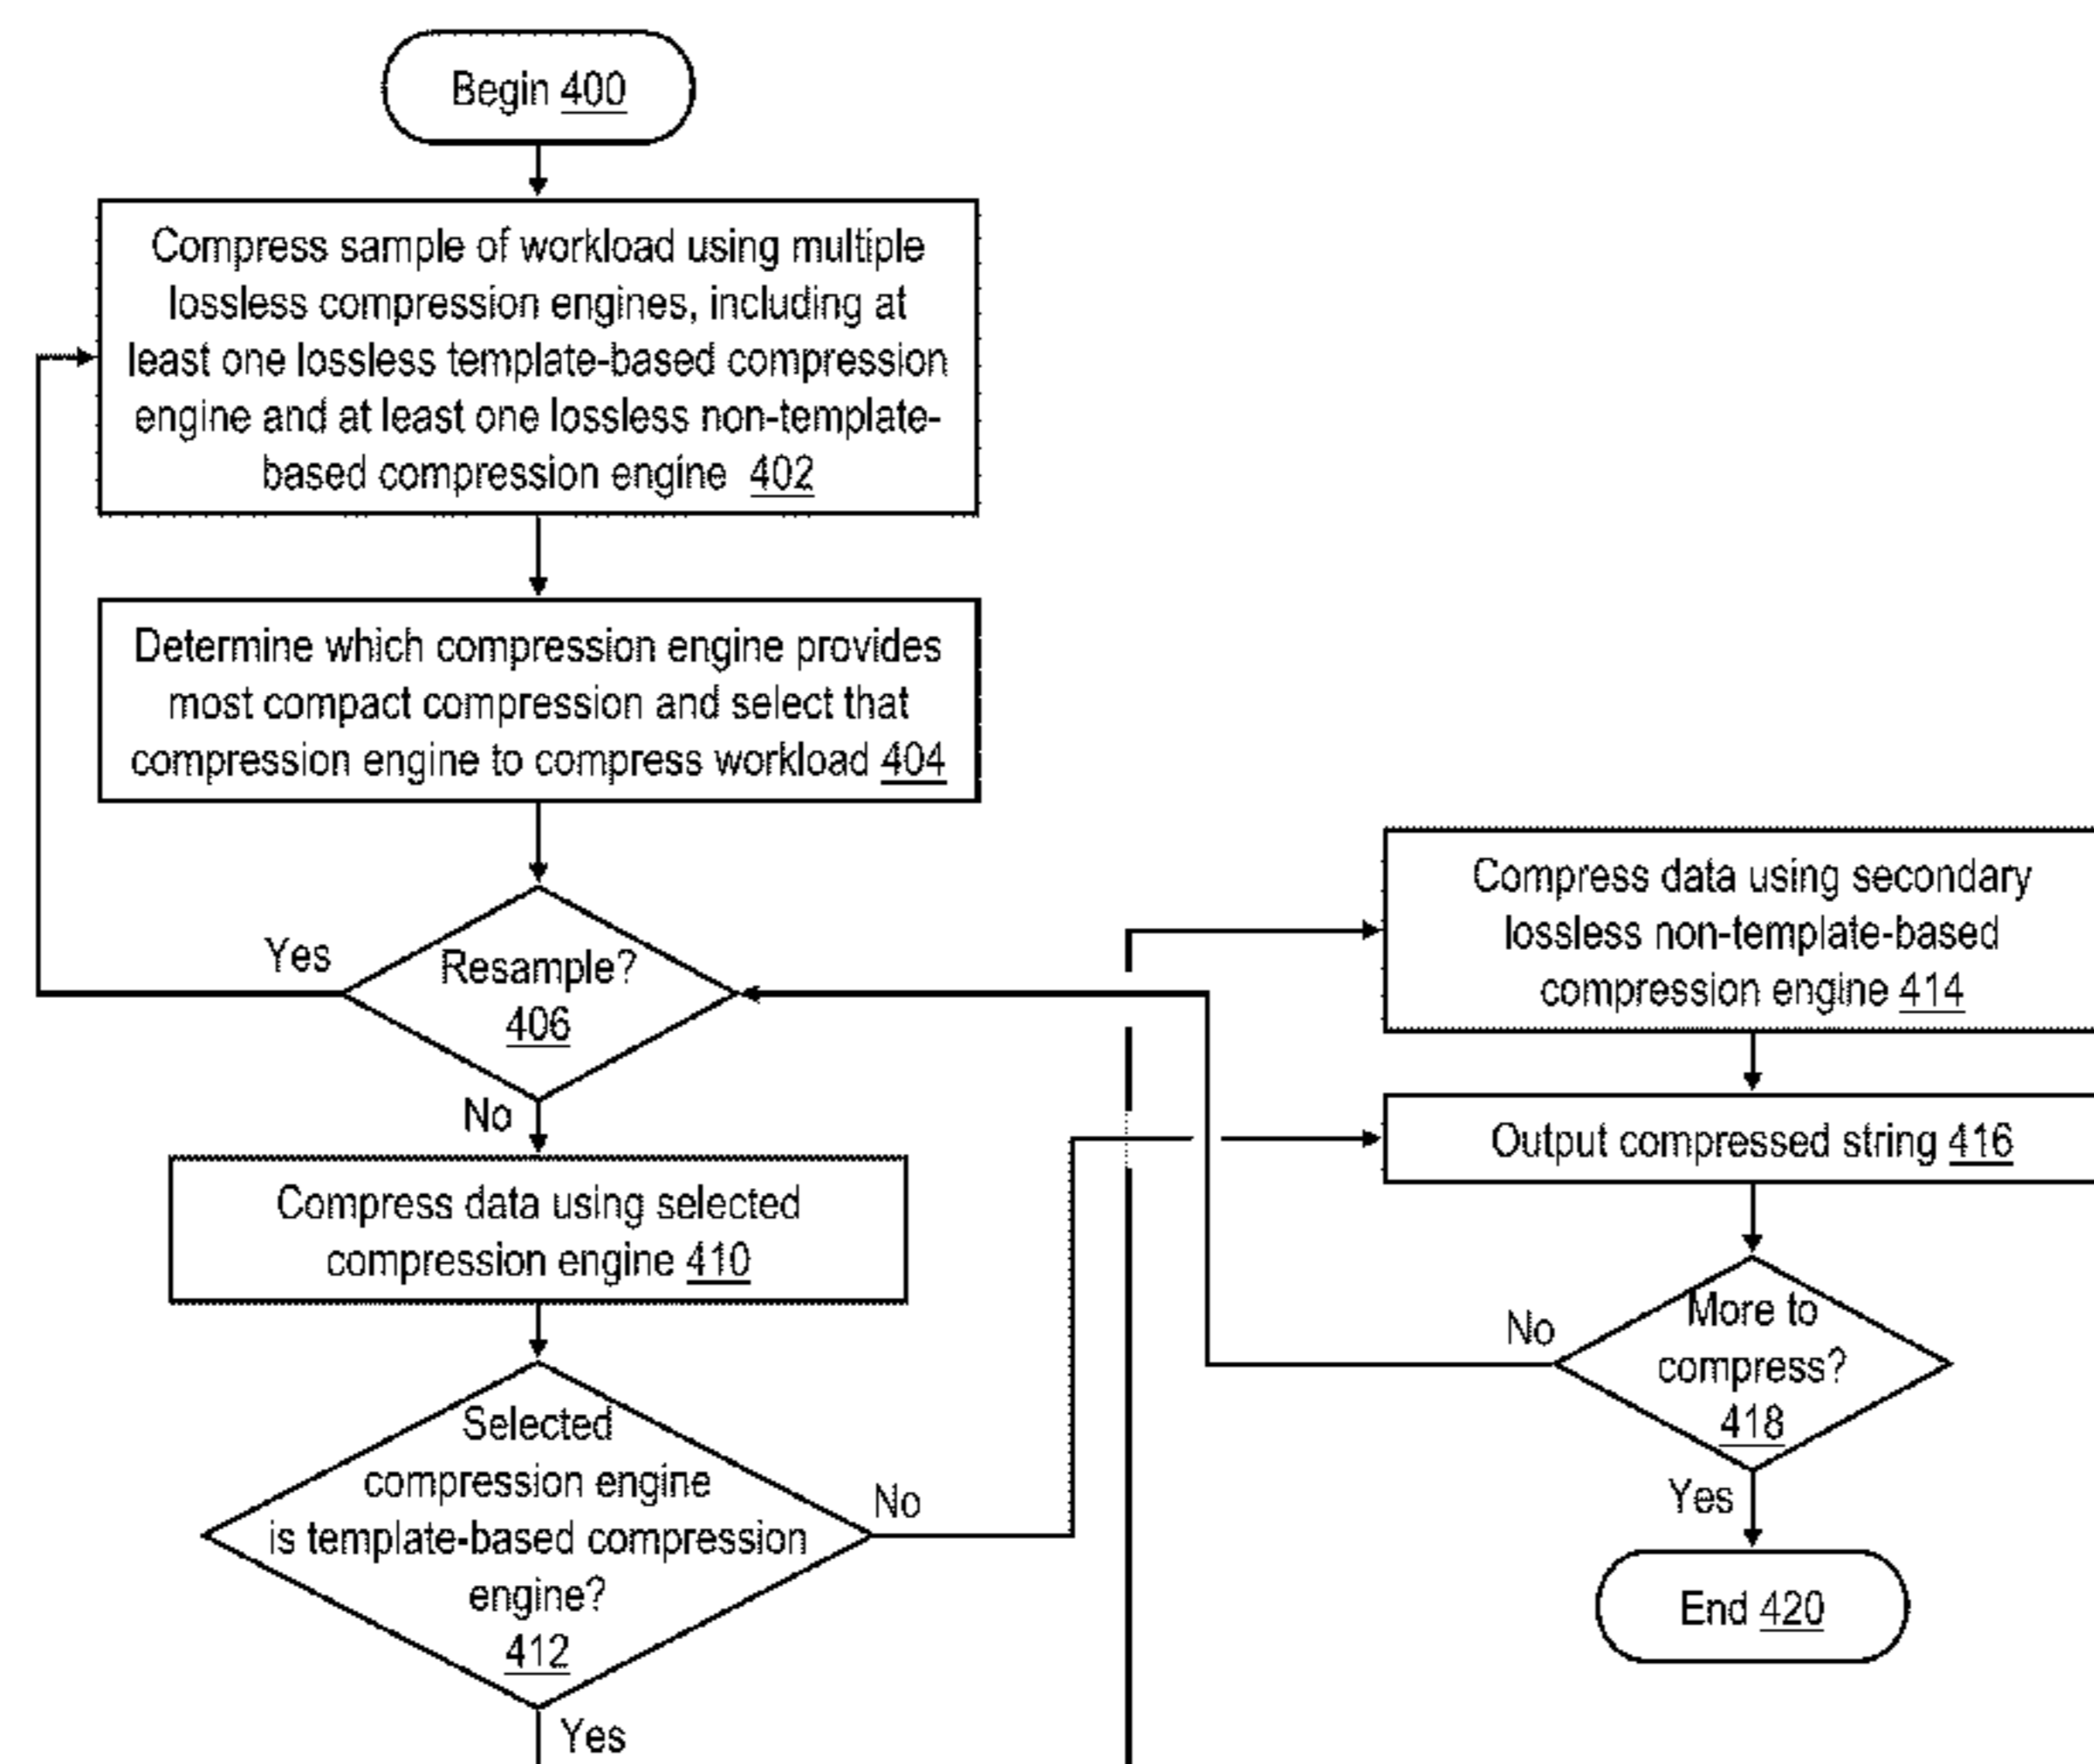 Begin 400
Compress sample of workload using multiple
lossless compression engines, including at
least one lossless template-based compression
engine and at least one lossless non-template-
based compression engine 402
Determine which compression engine provides
most compact compression and select that
compression engine to compress workload 404
Yes
Resample?
406
No
Compress data using selected
compression engine 410
Selected
compression engine
is template-based compression
engine?
412
No
Yes
Compress data using secondary
lossless non-template-based
compression engine 414
Output compressed string 416
More to
compress?
418
No
Yes
End 420